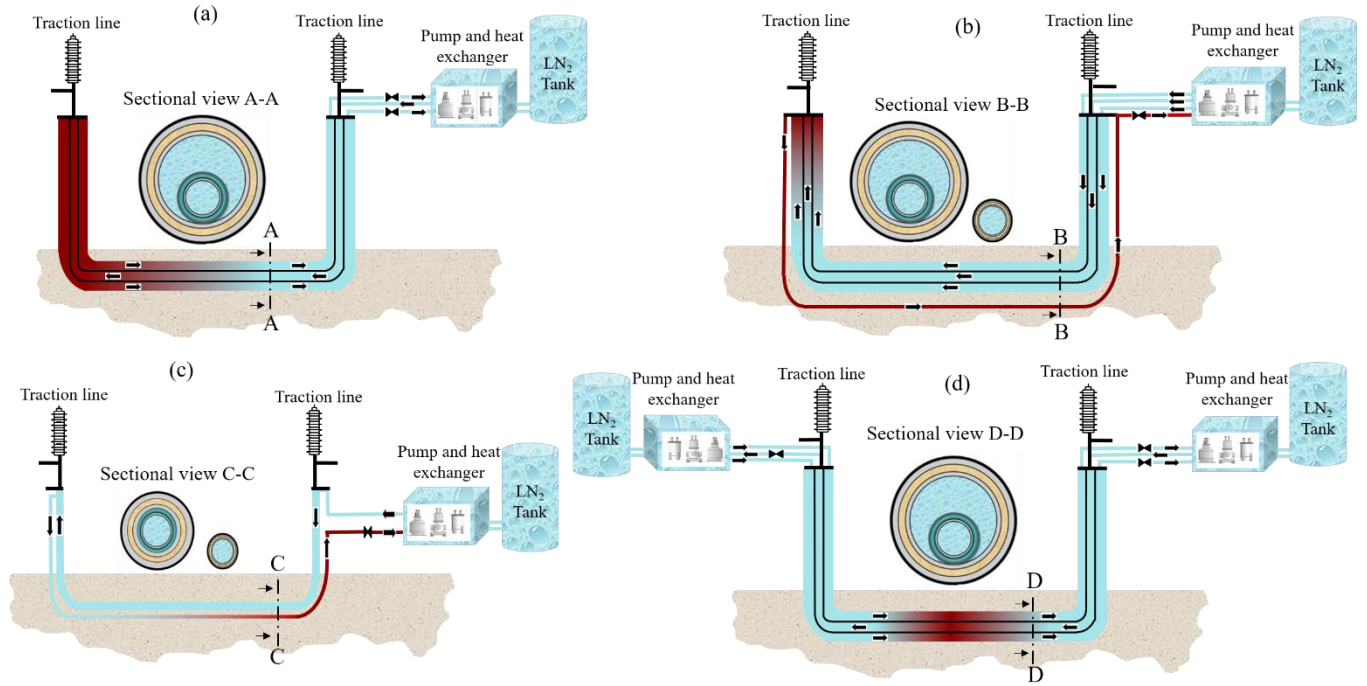 (a)
Traction line
Traction line
Pump and heat
exchanger
LN₂
Tank
Sectional view A-A
A
A
(b)
Traction line
Traction line
Pump and heat
exchanger
LN₂
Tank
Sectional view B-B
B
B
(c)
Traction line
Traction line
Pump and heat
exchanger
LN₂
Tank
Sectional view C-C
C
C
(d)
LN₂
Tank
Pump and heat
exchanger
Traction line
Traction line
Pump and heat
exchanger
LN₂
Tank
Sectional view D-D
D
D